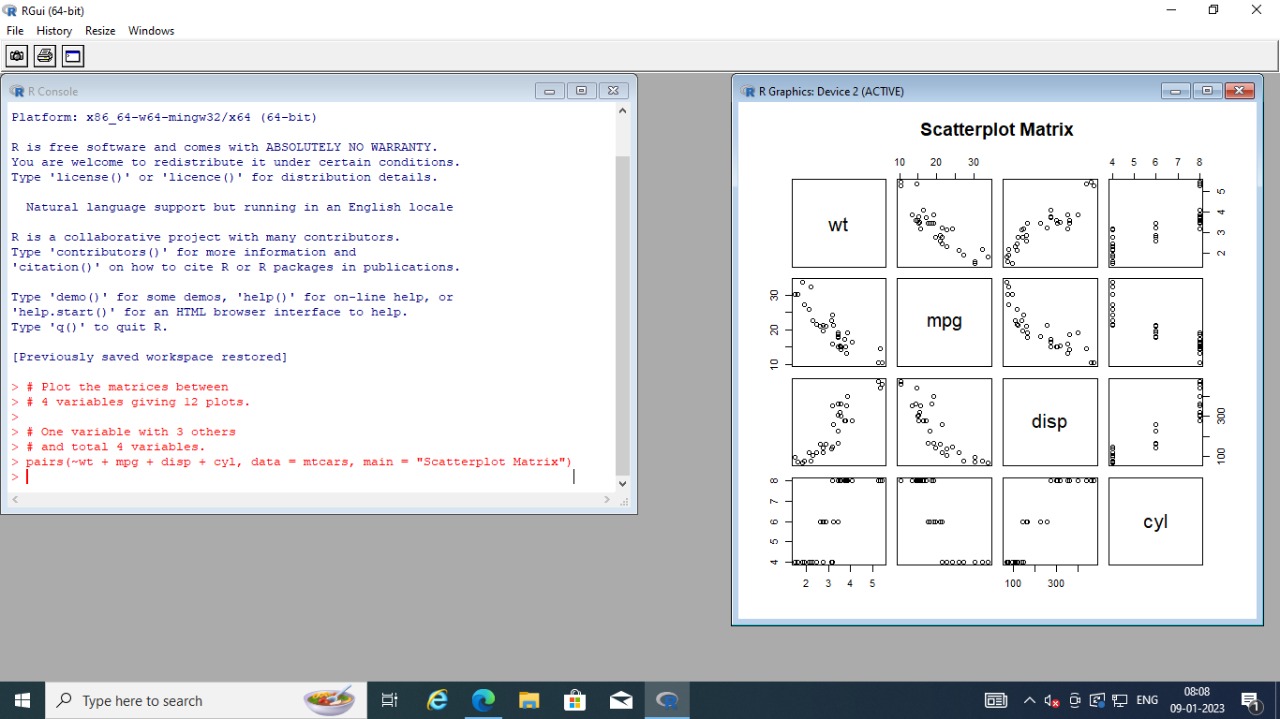 RGui (64-bit)
File History Resize Windows
R Console
Platform: x86_64-w64-mingw32/x64 (64-bit)
R is free software and comes with ABSOLUTELY NO WARRANTY.
You are welcome to redistribute it under certain conditions.
Type 'license()' or 'licence()' for distribution details.
Natural language support but running in an English locale
R is a collaborative project with many contributors.
Type 'contributors()' for more information and
'citation()' on how to cite R or R packages in publications.
Type 'demo()' for some demos, 'help()' for on-line help, or
'help.start()' for an HTML browser interface to help.
Type 'q()' to quit R.
[Previously saved workspace restored]
> # Plot the matrices between
> # 4 variables giving 12 plots.
>
> # One variable with 3 others
> # and total 4 variables.
> pairs(~wt + mpg + disp + cyl, data = mtcars, main = "Scatterplot Matrix")
>
R Graphics: Device 2 (ACTIVE)
Scatterplot Matrix
10 20 30
4 5 6 7 8
wt
2 3 4 5
10 20 30
mpg
disp
100 300
4 5 6 7 8
cyl
2 3 4 5
100 300
Type here to search
ENG
08:08
09-01-2023
1